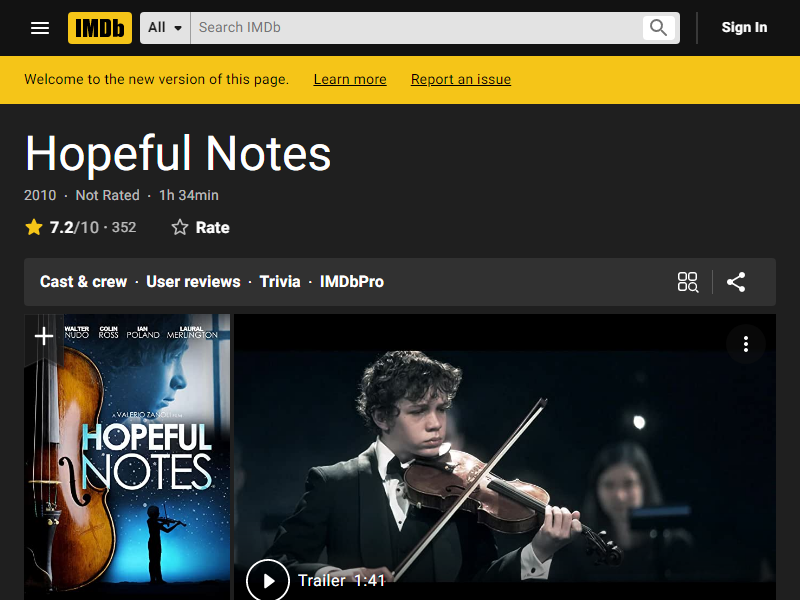 IMDb
All
Search IMDb
Sign In
Welcome to the new version of this page. Learn more Report an issue
Hopeful Notes
2010 · Not Rated · 1h 34min
7.2/10 · 352 Rate
Cast & crew · User reviews · Trivia · IMDbPro
WALTER NUDO COLIN ROSS IAN POLAND LAURAL MERLINGTON
A VALERIO ZANOLI FILM
HOPEFUL
NOTES
Trailer 1:41